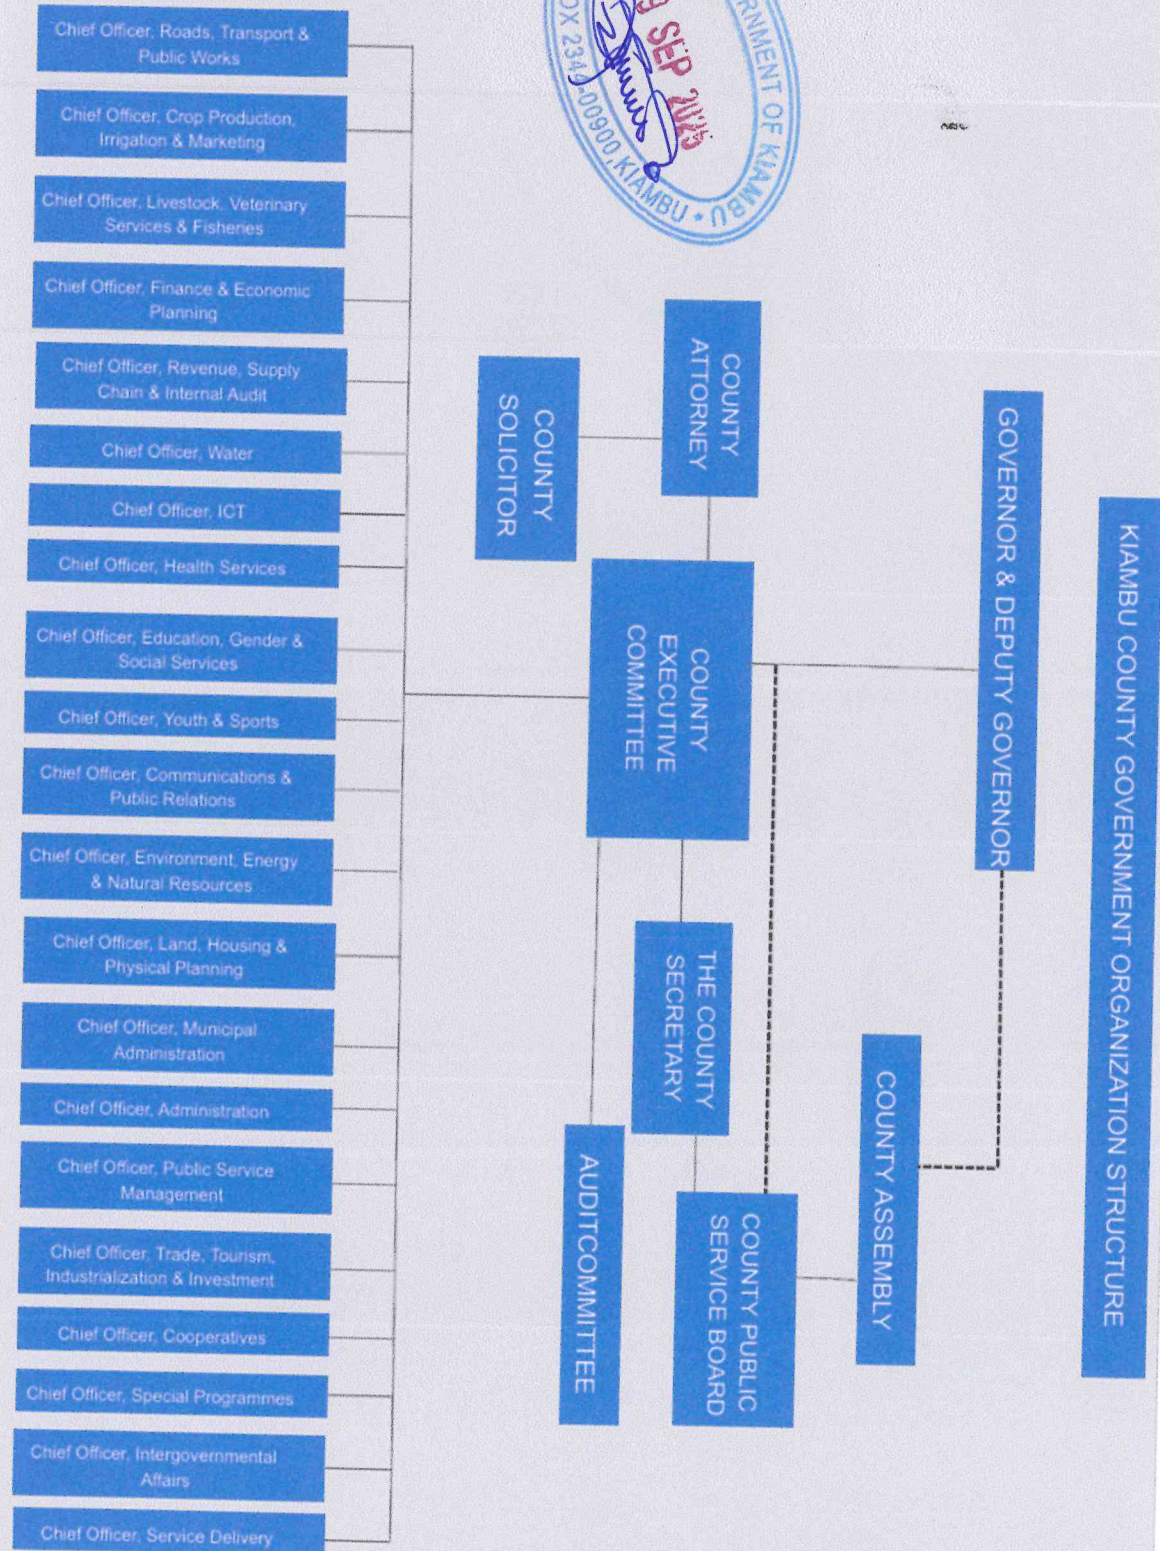 KIAMBU COUNTY GOVERNMENT ORGANIZATION STRUCTURE
GOVERNOR & DEPUTY GOVERNOR
COUNTY ASSEMBLY
COUNTY
ATTORNEY
COUNTY
SOLICITOR
COUNTY
EXECUTIVE
COMMITTEE
THE COUNTY
SECRETARY
COUNTY PUBLIC
SERVICE BOARD
AUDITCOMMITTEE
Chief Officer, Roads, Transport &
Public Works
Chief Officer, Crop Production,
Irrigation & Marketing
Chief Officer, Livestock, Veterinary
Services & Fisheries
Chief Officer, Finance & Economic
Planning
Chief Officer, Revenue, Supply
Chain & Internal Audit
Chief Officer, Water
Chief Officer, ICT
Chief Officer, Health Services
Chief Officer, Education, Gender &
Social Services
Chief Officer, Youth & Sports
Chief Officer, Communications &
Public Relations
Chief Officer, Environment, Energy
& Natural Resources
Chief Officer, Land, Housing &
Physical Planning
Chief Officer, Municipal
Administration
Chief Officer, Administration
Chief Officer, Public Service
Management
Chief Officer, Trade, Tourism,
Industrialization & Investment
Chief Officer, Cooperatives
Chief Officer, Special Programmes
Chief Officer, Intergovernmental
Affairs
Chief Officer, Service Delivery
OF KIAMBU
SEP 2025
2344-00900, KIAMBU